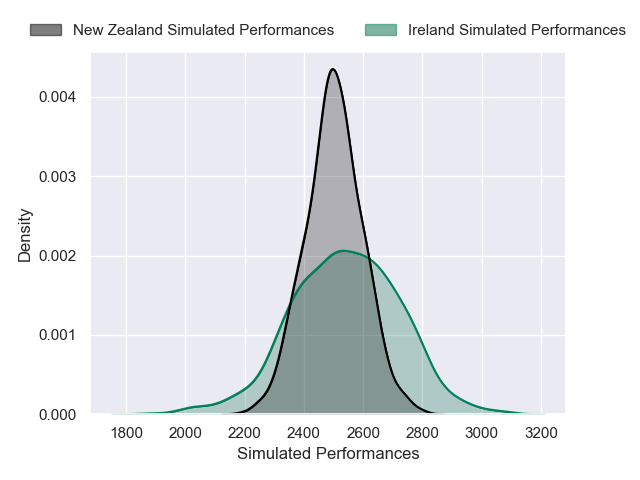 New Zealand Simulated Performances
Ireland Simulated Performances
Density
0.004
0.003
0.002
0.001
0.000
1800 2000 2200 2400 2600 2800 3000 3200
Simulated Performances